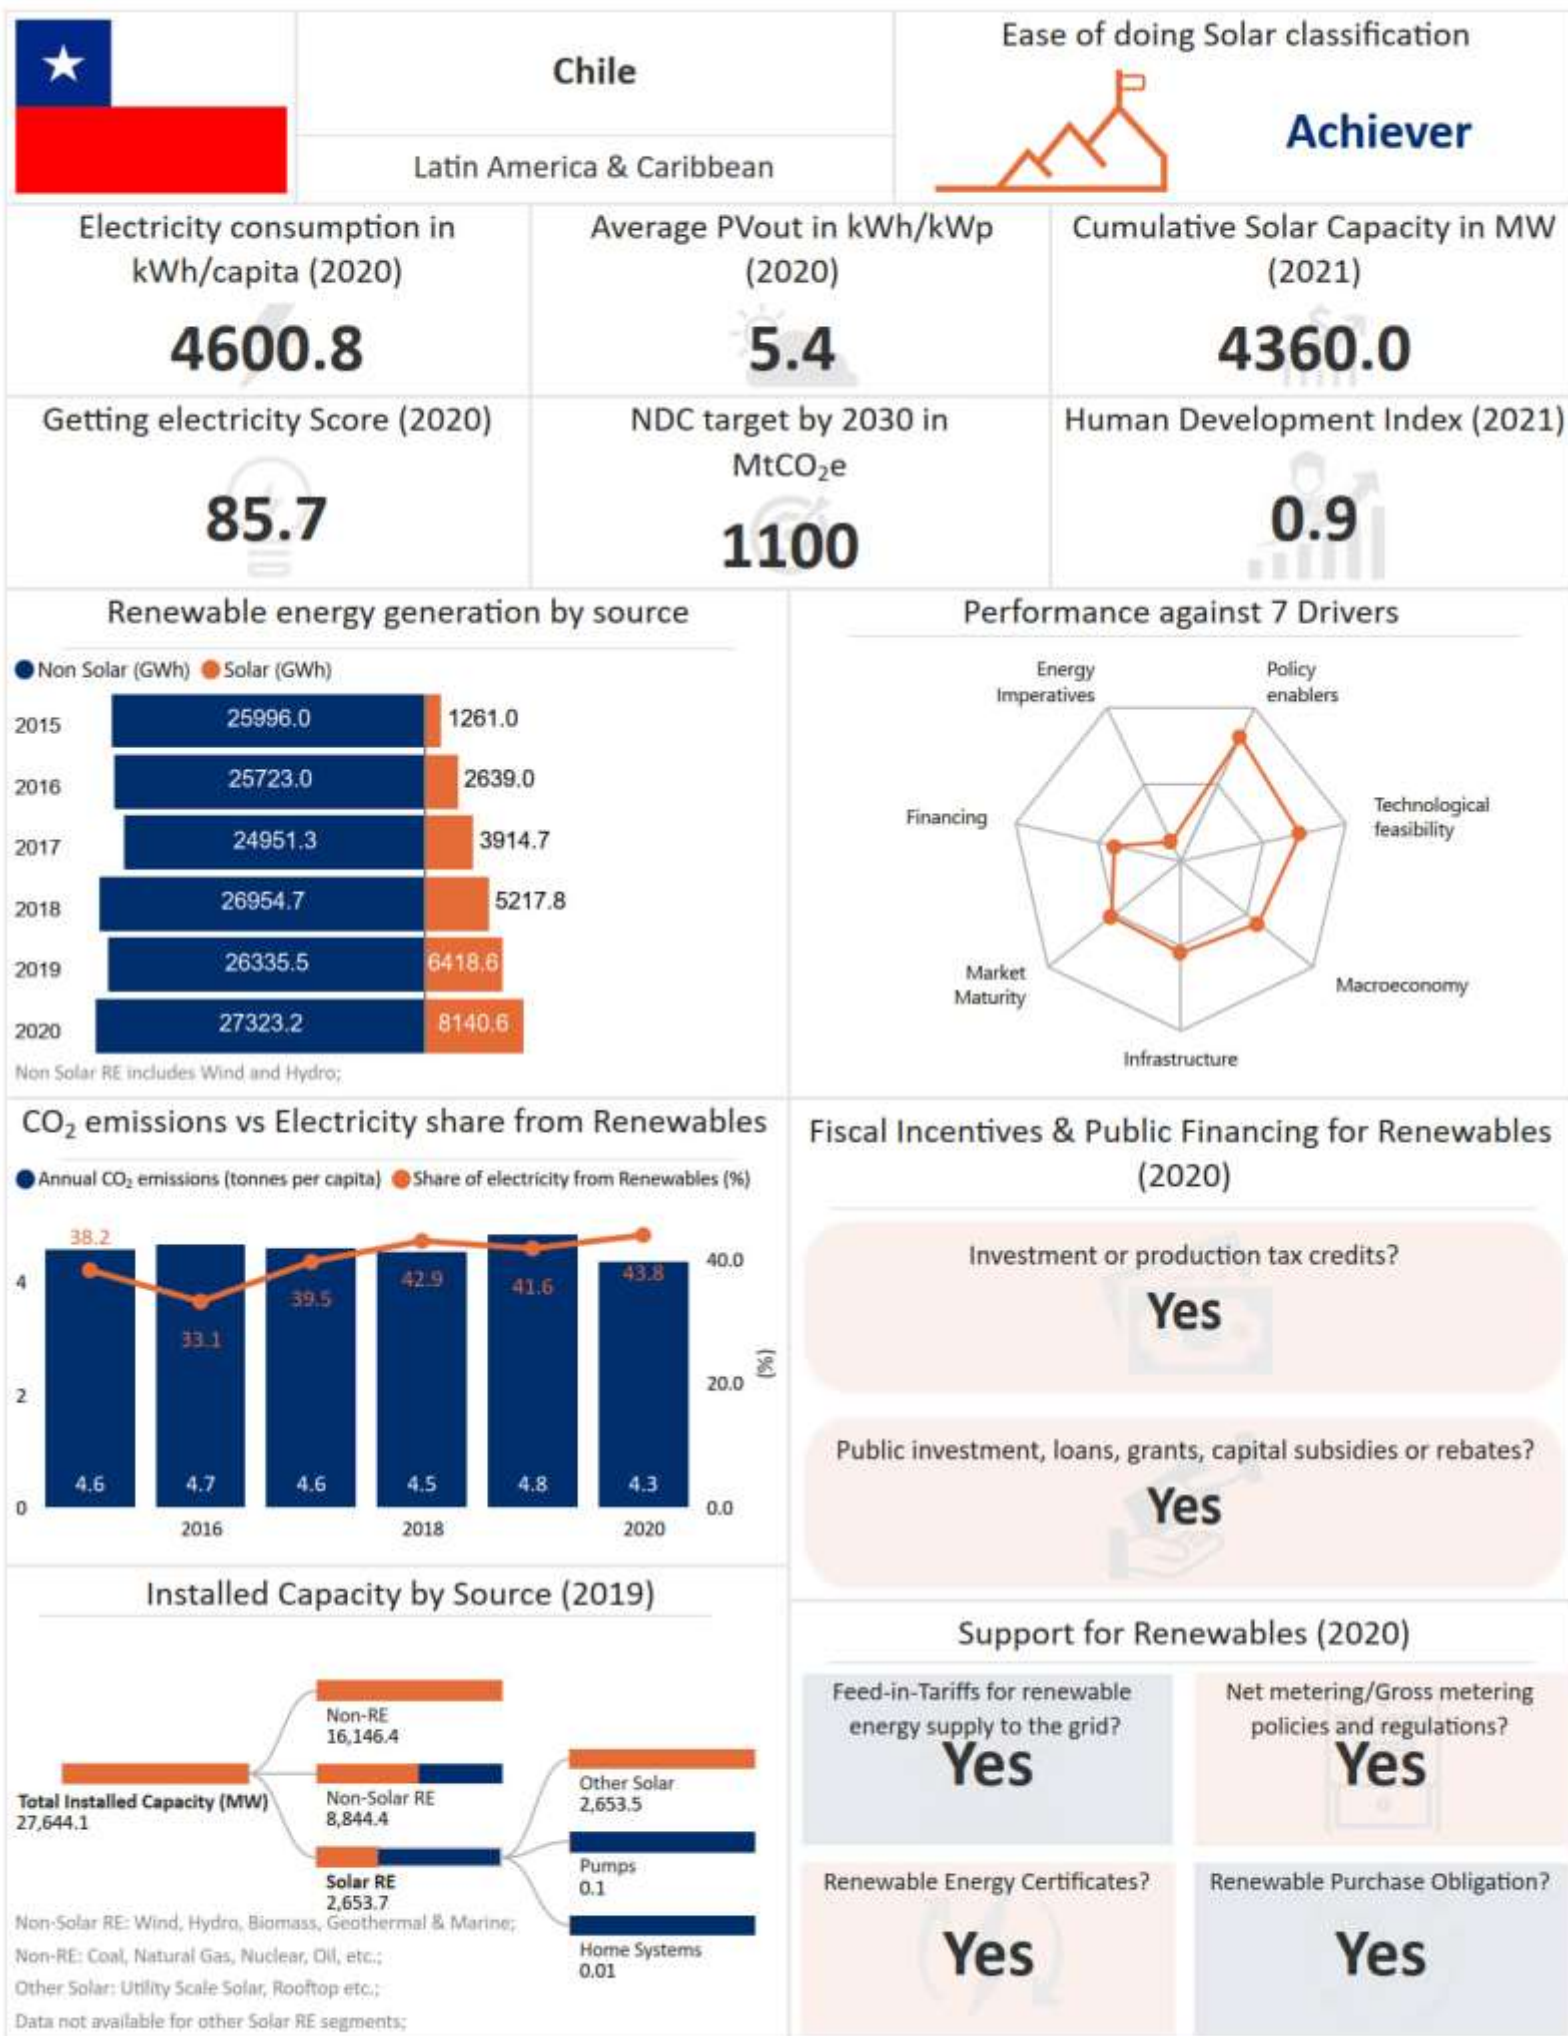 Chile
Latin America & Caribbean
Ease of doing Solar classification
Achiever
Electricity consumption in
kWh/capita (2020)
4600.8
Average PVout in kWh/kWp
(2020)
5.4
Cumulative Solar Capacity in MW
(2021)
4360.0
Getting electricity Score (2020)
85.7
NDC target by 2030 in
MtCO₂e
1100
Human Development Index (2021)
0.9
Renewable energy generation by source
Non Solar (GWh) Solar (GWh)
2015 25996.0 1261.0
2016 25723.0 2639.0
2017 24951.3 3914.7
2018 26954.7 5217.8
2019 26335.5 6418.6
2020 27323.2 8140.6
Non Solar RE includes Wind and Hydro;
Performance against 7 Drivers
Energy
Imperatives
Policy
enablers
Technological
feasibility
Financing
Market
Maturity
Macroeconomy
Infrastructure
CO₂ emissions vs Electricity share from Renewables
Annual CO₂ emissions (tonnes per capita) Share of electricity from Renewables (%)
38.2
33.1
39.5
42.9
41.6
43.8
4
2
0
40.0
20.0
0.0
(%)
4.6 4.7 4.6 4.5 4.8 4.3
2016 2018 2020
Fiscal Incentives & Public Financing for Renewables
(2020)
Investment or production tax credits?
Yes
Public investment, loans, grants, capital subsidies or rebates?
Yes
Installed Capacity by Source (2019)
Total Installed Capacity (MW)
27,644.1
Non-RE
16,146.4
Non-Solar RE
8,844.4
Solar RE
2,653.7
Other Solar
2,653.5
Pumps
0.1
Home Systems
0.01
Non-Solar RE: Wind, Hydro, Biomass, Geothermal & Marine;
Non-RE: Coal, Natural Gas, Nuclear, Oil, etc.;
Other Solar: Utility Scale Solar, Rooftop etc.;
Data not available for other Solar RE segments;
Support for Renewables (2020)
Feed-in-Tariffs for renewable
energy supply to the grid?
Yes
Net metering/Gross metering
policies and regulations?
Yes
Renewable Energy Certificates?
Yes
Renewable Purchase Obligation?
Yes